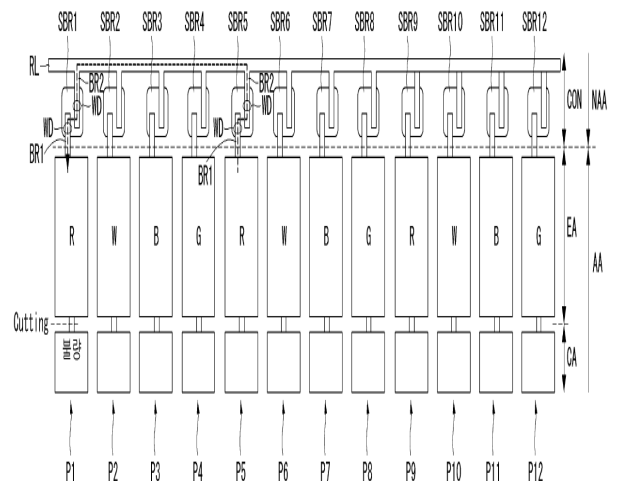 SBR1 SBR2 SBR3 SBR4 SBR5 SBR6 SBR7 SBR8 SBR9 SBR10 SBR11 SBR12
RL
BR2 BR2
CON NAA
WD WD
WD WD
BR1 BR1
R W B G R W B G R W B G
EA
AA
Cutting
불량
CA
P1 P2 P3 P4 P5 P6 P7 P8 P9 P10 P11 P12